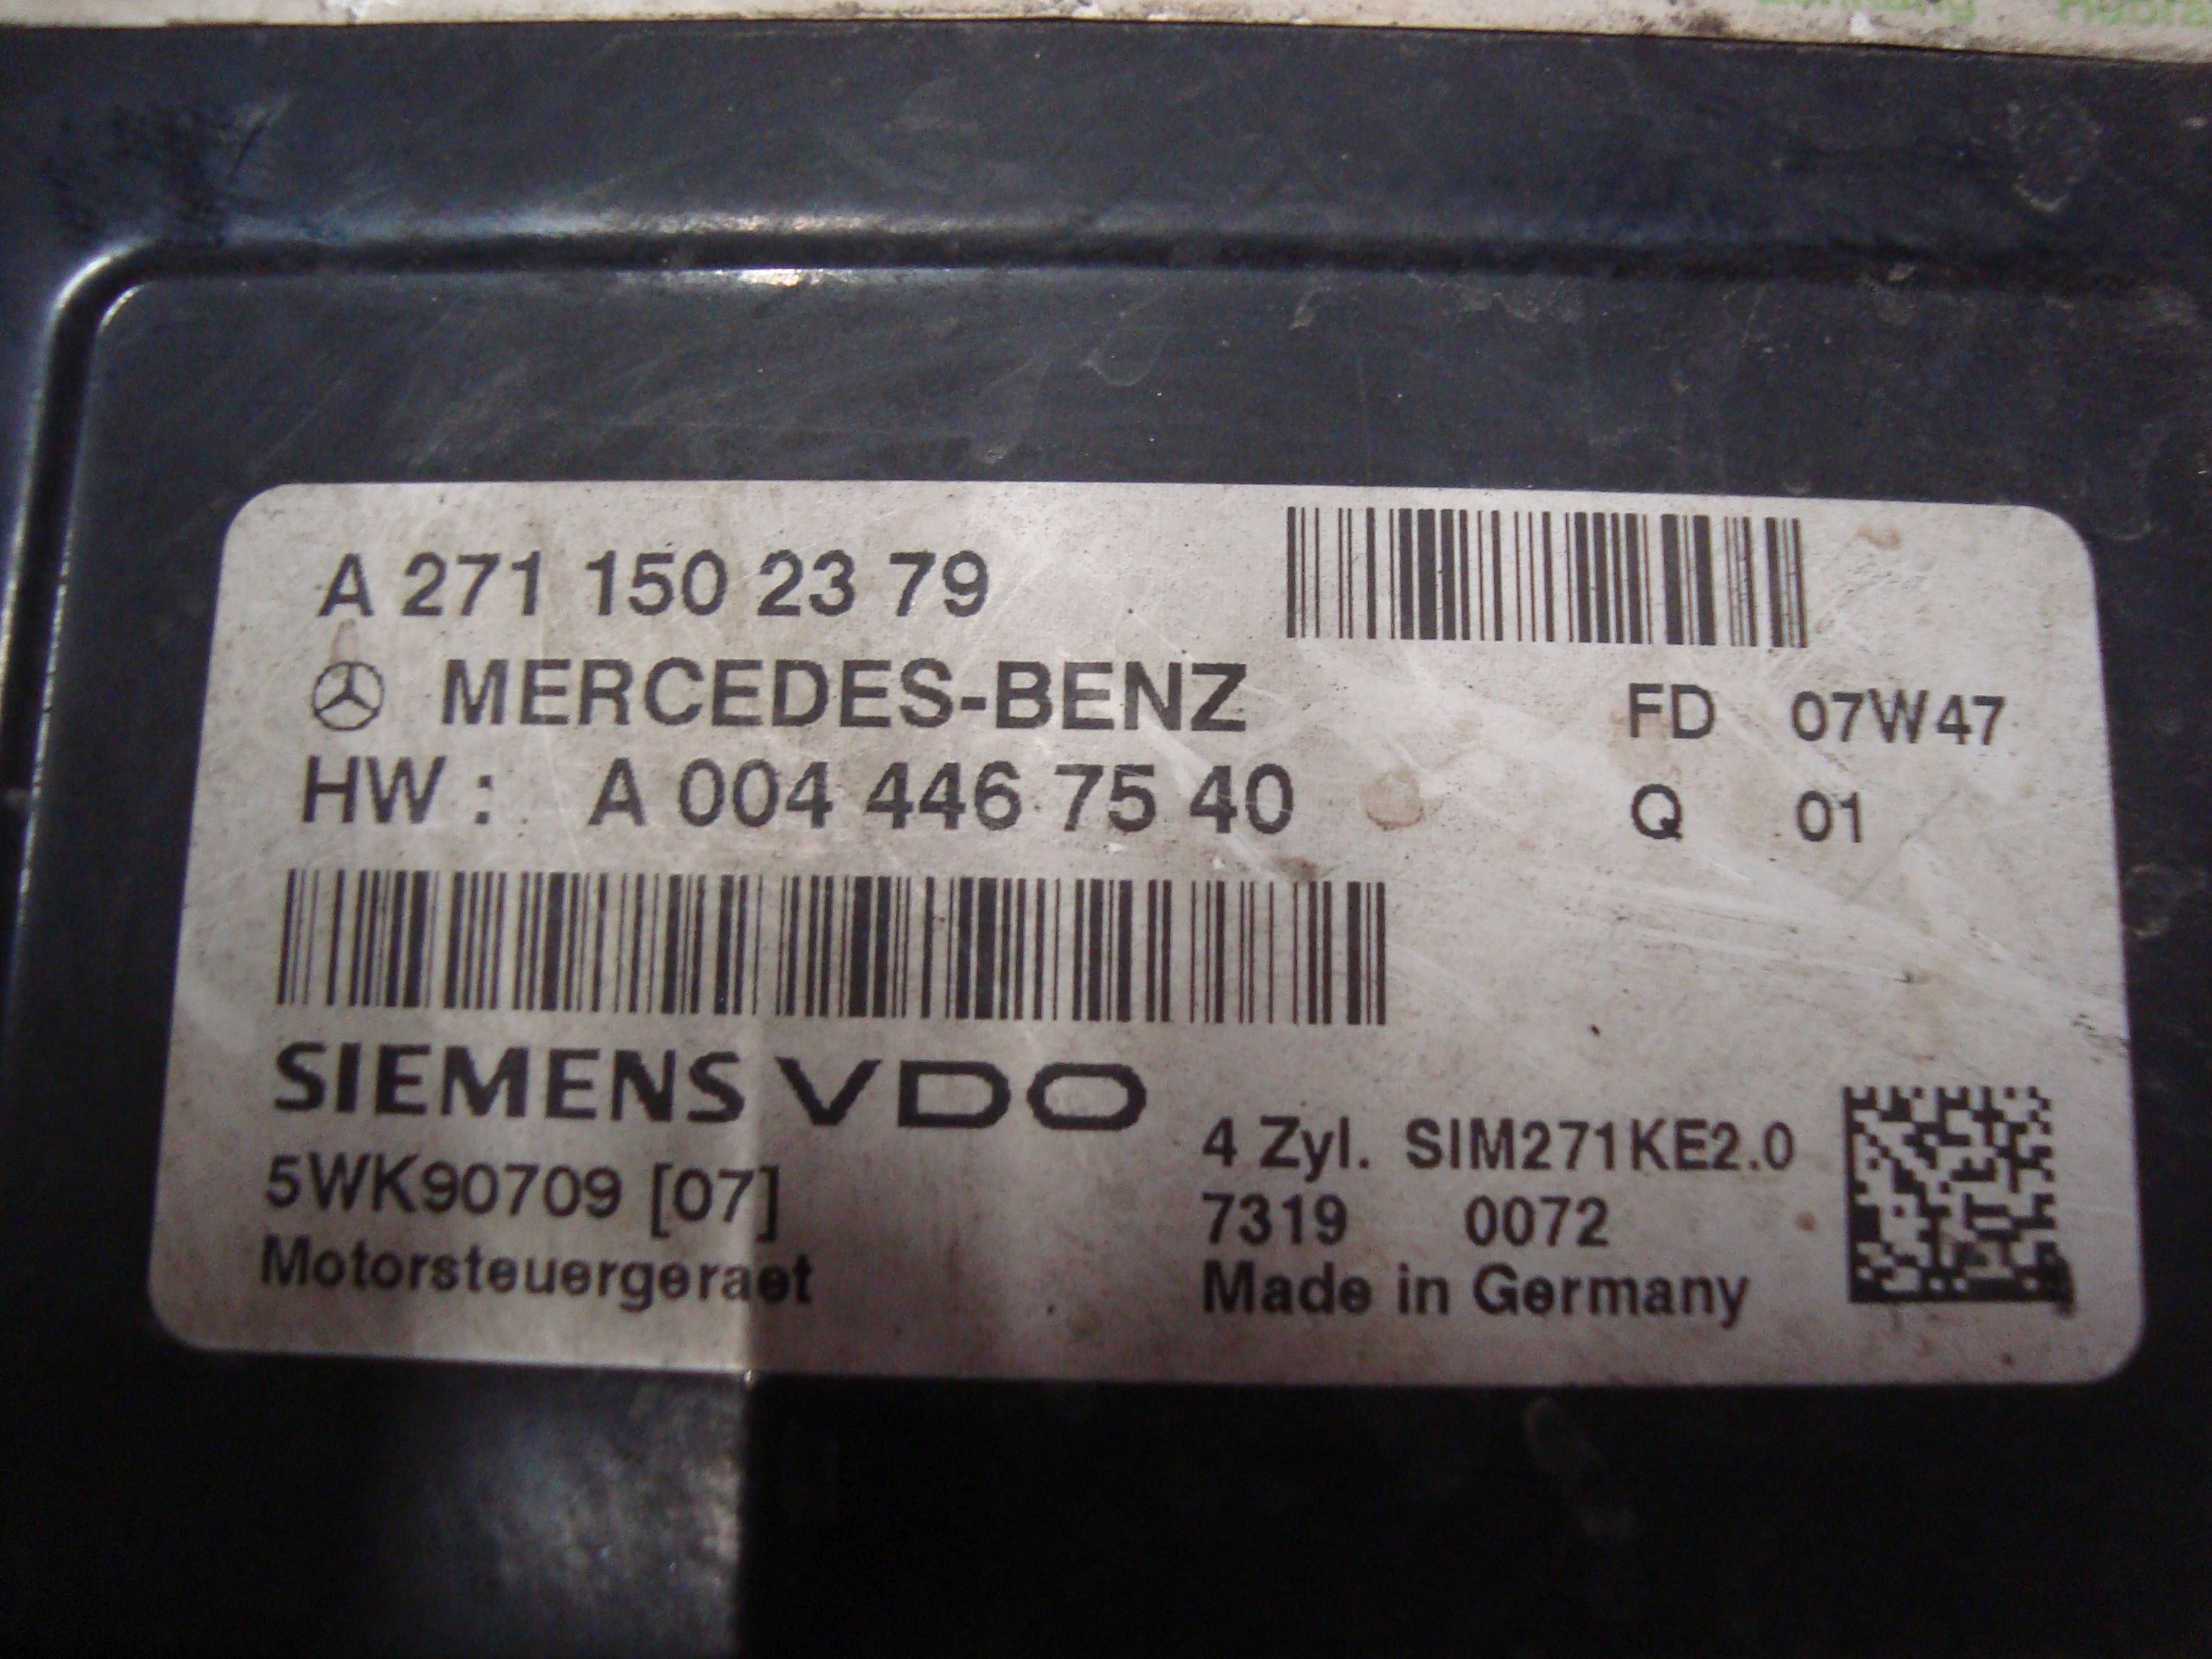 A 271 150 23 79
MERCEDES-BENZ
FD 07W47
HW : A 004 446 75 40
Q 01
SIEMENS VDO
5WK90709 [07]
Motorsteuergeraet
4 Zyl. SIM271KE2.0
7319 0072
Made in Germany